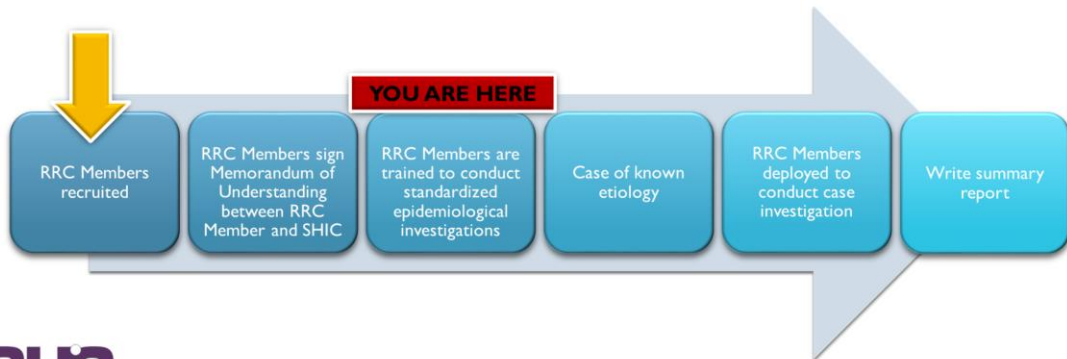 YOU ARE HERE
RRC Members
recruited
RRC Members sign
Memorandum of
Understanding
between RRC
Member and SHIC
RRC Members are
trained to conduct
standardized
epidemiological
investigations
Case of known
etiology
RRC Members
deployed to
conduct case
investigation
Write summary
report